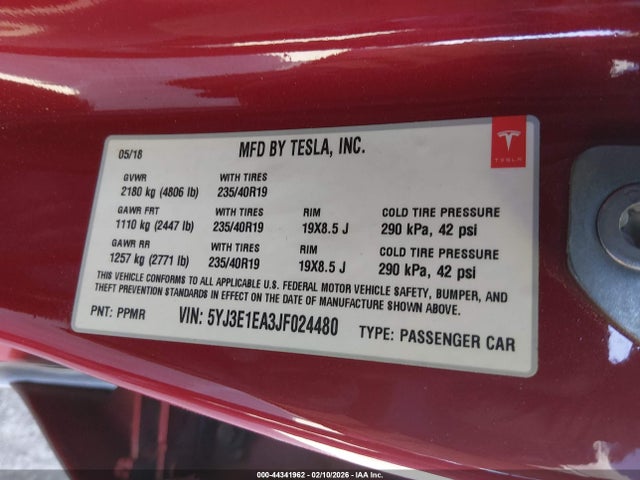 05/18 MFD BY TESLA, INC.
TESLA
GVWR WITH TIRES
2180 kg (4806 lb) 235/40R19
GAWR FRT WITH TIRES RIM COLD TIRE PRESSURE
1110 kg (2447 lb) 235/40R19 19X8.5 J 290 kPa, 42 psi
GAWR RR WITH TIRES RIM COLD TIRE PRESSURE
1257 kg (2771 lb) 235/40R19 19X8.5 J 290 kPa, 42 psi
THIS VEHICLE CONFORMS TO ALL APPLICABLE U.S. FEDERAL MOTOR VEHICLE SAFETY, BUMPER, AND
THEFT PREVENTION STANDARDS IN EFFECT ON THE DATE OF MANUFACTURE SHOWN ABOVE.
PNT: PPMR VIN: 5YJ3E1EA3JF024480 TYPE: PASSENGER CAR
000-44341962 - 02/10/2026 - IAA Inc.